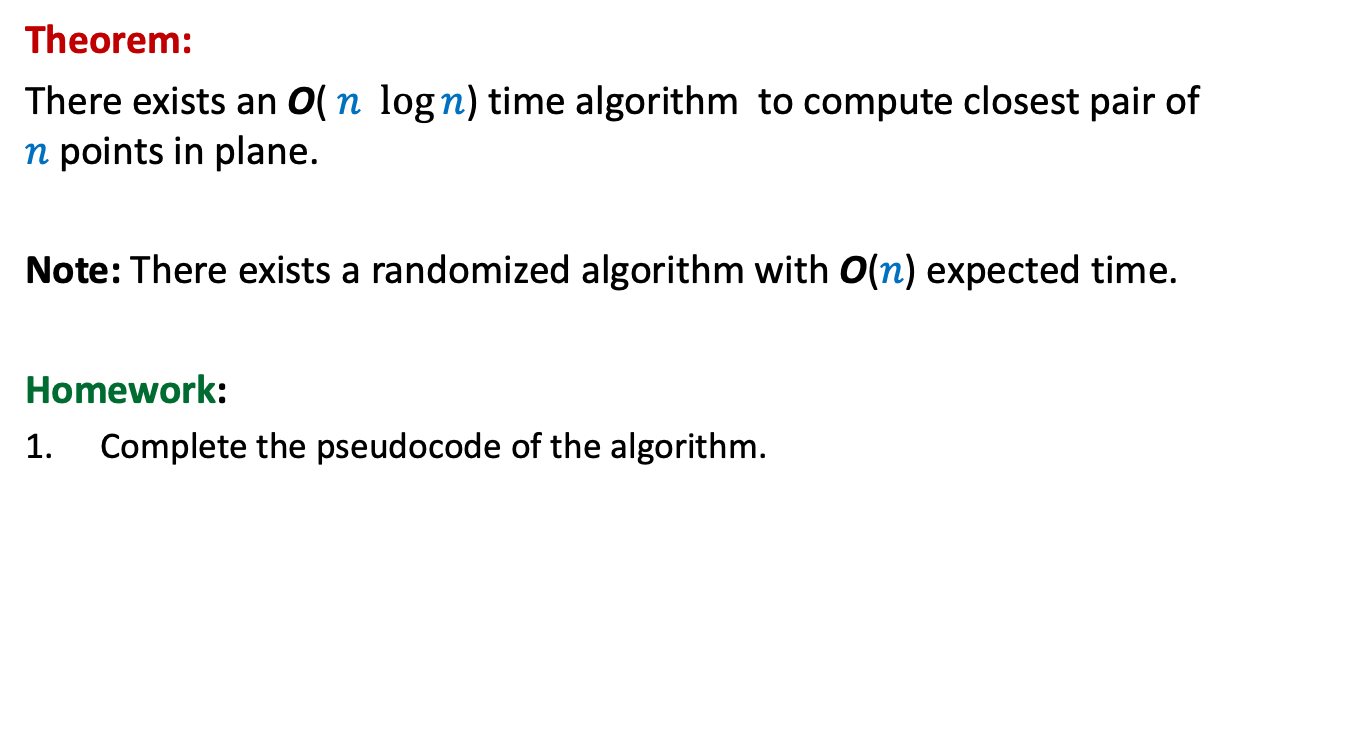 Theorem:
There exists an O( n log n) time algorithm to compute closest pair of
n points in plane.
Note: There exists a randomized algorithm with O(n) expected time.
Homework:
1. Complete the pseudocode of the algorithm.